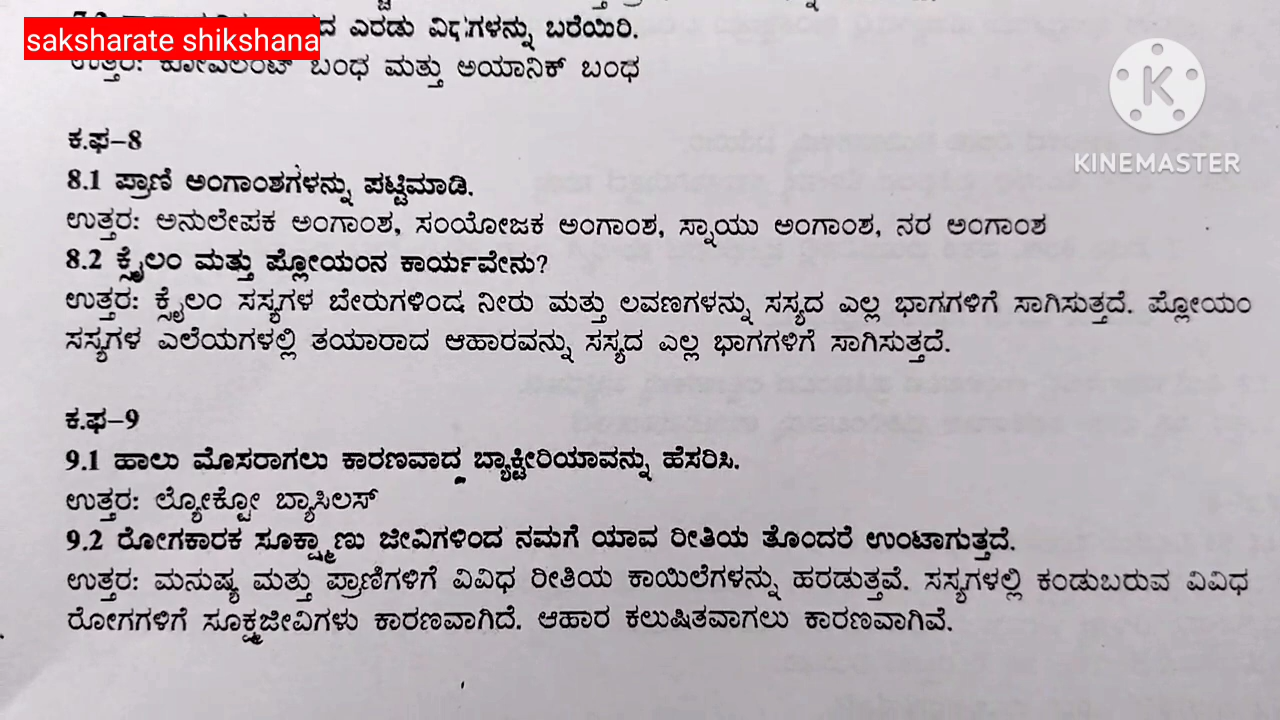 saksharate shikshana
ಎರಡು ವಿಧಗಳನ್ನು ಬರೆಯಿರಿ.
ಉತ್ತರ: ಕೋವೆಲೆಂಟ್ ಬಂಧ ಮತ್ತು ಅಯಾನಿಕ್ ಬಂಧ
K
KINEMASTER
ಕ.ಫ–8
8.1 ಪ್ರಾಣಿ ಅಂಗಾಂಶಗಳನ್ನು ಪಟ್ಟಿಮಾಡಿ.
ಉತ್ತರ: ಅನುಲೇಪಕ ಅಂಗಾಂಶ, ಸಂಯೋಜಕ ಅಂಗಾಂಶ, ಸ್ನಾಯು ಅಂಗಾಂಶ, ನರ ಅಂಗಾಂಶ
8.2 ಕ್ಸೈಲಂ ಮತ್ತು ಪ್ಲೋಯಂನ ಕಾರ್ಯವೇನು?
ಉತ್ತರ: ಕ್ಸೈಲಂ ಸಸ್ಯಗಳ ಬೇರುಗಳಿಂದ ನೀರು ಮತ್ತು ಲವಣಗಳನ್ನು ಸಸ್ಯದ ಎಲ್ಲ ಭಾಗಗಳಿಗೆ ಸಾಗಿಸುತ್ತದೆ. ಪ್ಲೋಯಂ
ಸಸ್ಯಗಳ ಎಲೆಯಗಳಲ್ಲಿ ತಯಾರಾದ ಆಹಾರವನ್ನು ಸಸ್ಯದ ಎಲ್ಲ ಭಾಗಗಳಿಗೆ ಸಾಗಿಸುತ್ತದೆ.
ಕ.ಫ–9
9.1 ಹಾಲು ಮೊಸರಾಗಲು ಕಾರಣವಾದ ಬ್ಯಾಕ್ಟೀರಿಯಾವನ್ನು ಹೆಸರಿಸಿ.
ಉತ್ತರ: ಲ್ಯೋಕ್ಟೋ ಬ್ಯಾಸಿಲಸ್
9.2 ರೋಗಕಾರಕ ಸೂಕ್ಷ್ಮಾಣು ಜೀವಿಗಳಿಂದ ನಮಗೆ ಯಾವ ರೀತಿಯ ತೊಂದರೆ ಉಂಟಾಗುತ್ತದೆ.
ಉತ್ತರ: ಮನುಷ್ಯ ಮತ್ತು ಪ್ರಾಣಿಗಳಿಗೆ ವಿವಿಧ ರೀತಿಯ ಕಾಯಿಲೆಗಳನ್ನು ಹರಡುತ್ತವೆ. ಸಸ್ಯಗಳಲ್ಲಿ ಕಂಡುಬರುವ ವಿವಿಧ
ರೋಗಗಳಿಗೆ ಸೂಕ್ಷ್ಮಜೀವಿಗಳು ಕಾರಣವಾಗಿದೆ. ಆಹಾರ ಕಲುಷಿತವಾಗಲು ಕಾರಣವಾಗಿವೆ.